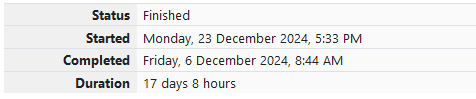 Status Finished
Started Monday, 23 December 2024, 5:33 PM
Completed Friday, 6 December 2024, 8:44 AM
Duration 17 days 8 hours